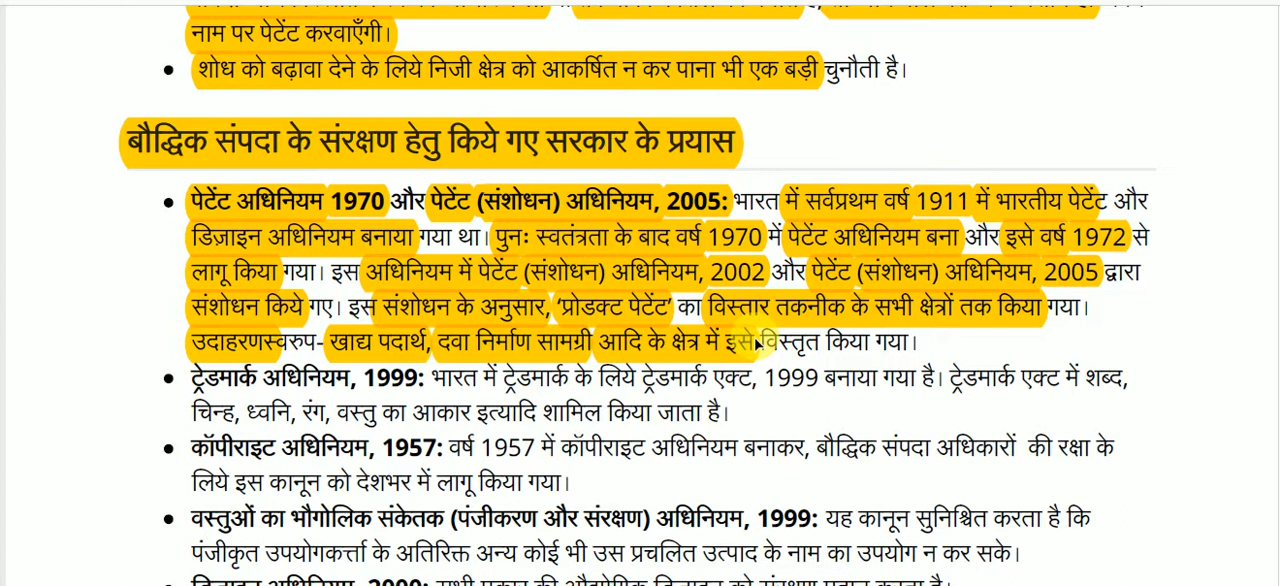 नाम पर पेटेंट करवाएँगी।
• शोध को बढ़ावा देने के लिये निजी क्षेत्र को आकर्षित न कर पाना भी एक बड़ी चुनौती है।
बौद्धिक संपदा के संरक्षण हेतु किये गए सरकार के प्रयास
• पेटेंट अधिनियम 1970 और पेटेंट (संशोधन) अधिनियम, 2005: भारत में सर्वप्रथम वर्ष 1911 में भारतीय पेटेंट और
डिज़ाइन अधिनियम बनाया गया था। पुनः स्वतंत्रता के बाद वर्ष 1970 में पेटेंट अधिनियम बना और इसे वर्ष 1972 से
लागू किया गया। इस अधिनियम में पेटेंट (संशोधन) अधिनियम, 2002 और पेटेंट (संशोधन) अधिनियम, 2005 द्वारा
संशोधन किये गए। इस संशोधन के अनुसार, ‘प्रोडक्ट पेटेंट’ का विस्तार तकनीक के सभी क्षेत्रों तक किया गया।
उदाहरणस्वरुप- खाद्य पदार्थ, दवा निर्माण सामग्री आदि के क्षेत्र में इसे विस्तृत किया गया।
• ट्रेडमार्क अधिनियम, 1999: भारत में ट्रेडमार्क के लिये ट्रेडमार्क एक्ट, 1999 बनाया गया है। ट्रेडमार्क एक्ट में शब्द,
चिन्ह, ध्वनि, रंग, वस्तु का आकार इत्यादि शामिल किया जाता है।
• कॉपीराइट अधिनियम, 1957: वर्ष 1957 में कॉपीराइट अधिनियम बनाकर, बौद्धिक संपदा अधिकारों की रक्षा के
लिये इस कानून को देशभर में लागू किया गया।
• वस्तुओं का भौगोलिक संकेतक (पंजीकरण और संरक्षण) अधिनियम, 1999: यह कानून सुनिश्चित करता है कि
पंजीकृत उपयोगकर्त्ता के अतिरिक्त अन्य कोई भी उस प्रचलित उत्पाद के नाम का उपयोग न कर सके।